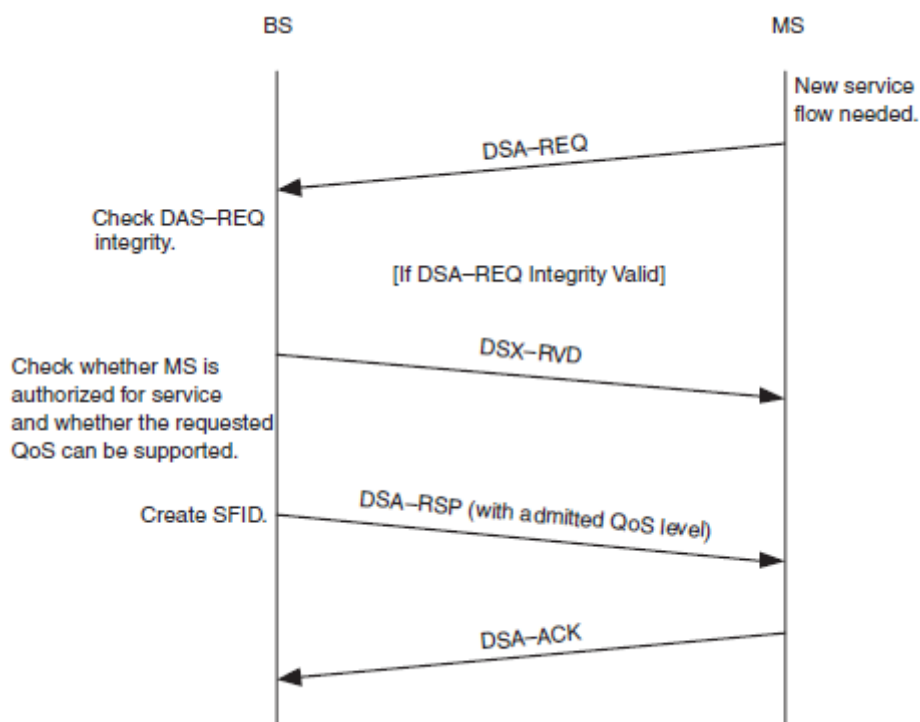 BS
MS
New service
flow needed.
DSA–REQ
Check DAS–REQ
integrity.
[If DSA–REQ Integrity Valid]
DSX–RVD
Check whether MS is
authorized for service
and whether the requested
QoS can be supported.
DSA–RSP (with admitted QoS level)
Create SFID.
DSA–ACK